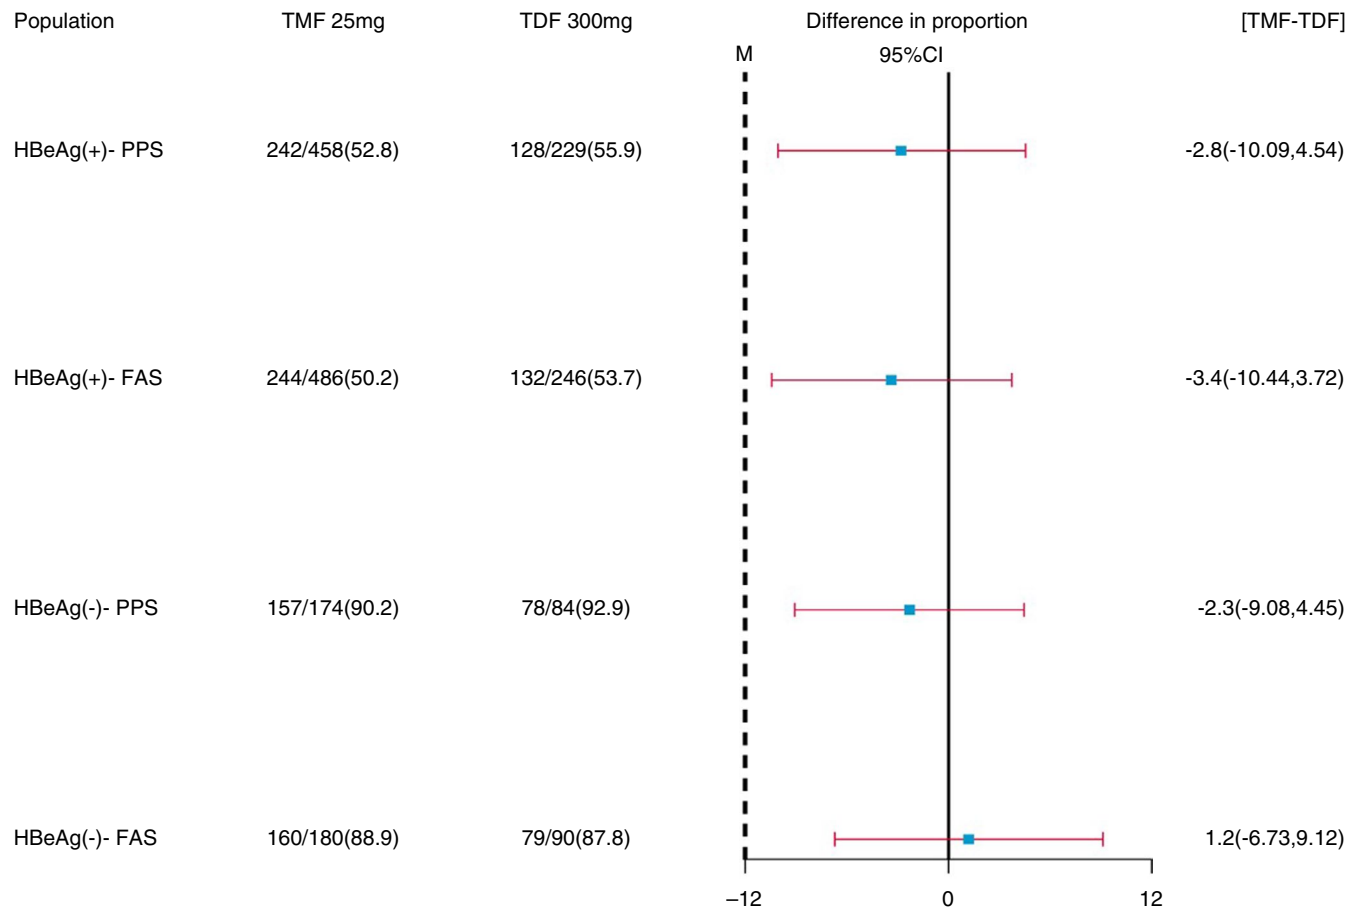 Population TMF 25mg TDF 300mg Difference in proportion [TMF-TDF]
M 95%CI
HBeAg(+)- PPS 242/458(52.8) 128/229(55.9) -2.8(-10.09,4.54)
HBeAg(+)- FAS 244/486(50.2) 132/246(53.7) -3.4(-10.44,3.72)
HBeAg(-)- PPS 157/174(90.2) 78/84(92.9) -2.3(-9.08,4.45)
HBeAg(-)- FAS 160/180(88.9) 79/90(87.8) 1.2(-6.73,9.12)
–12 0 12